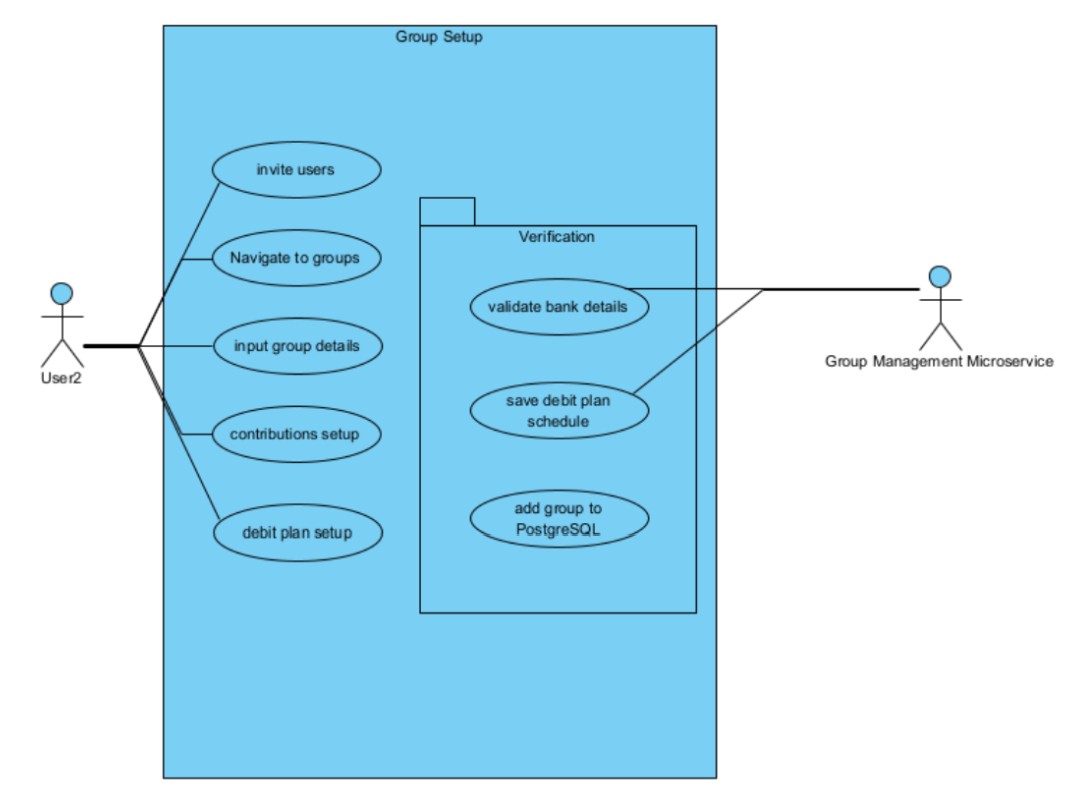 Group Setup
invite users
Navigate to groups
input group details
contributions setup
debit plan setup
Verification
validate bank details
save debit plan
schedule
add group to
PostgreSQL
User2
Group Management Microservice